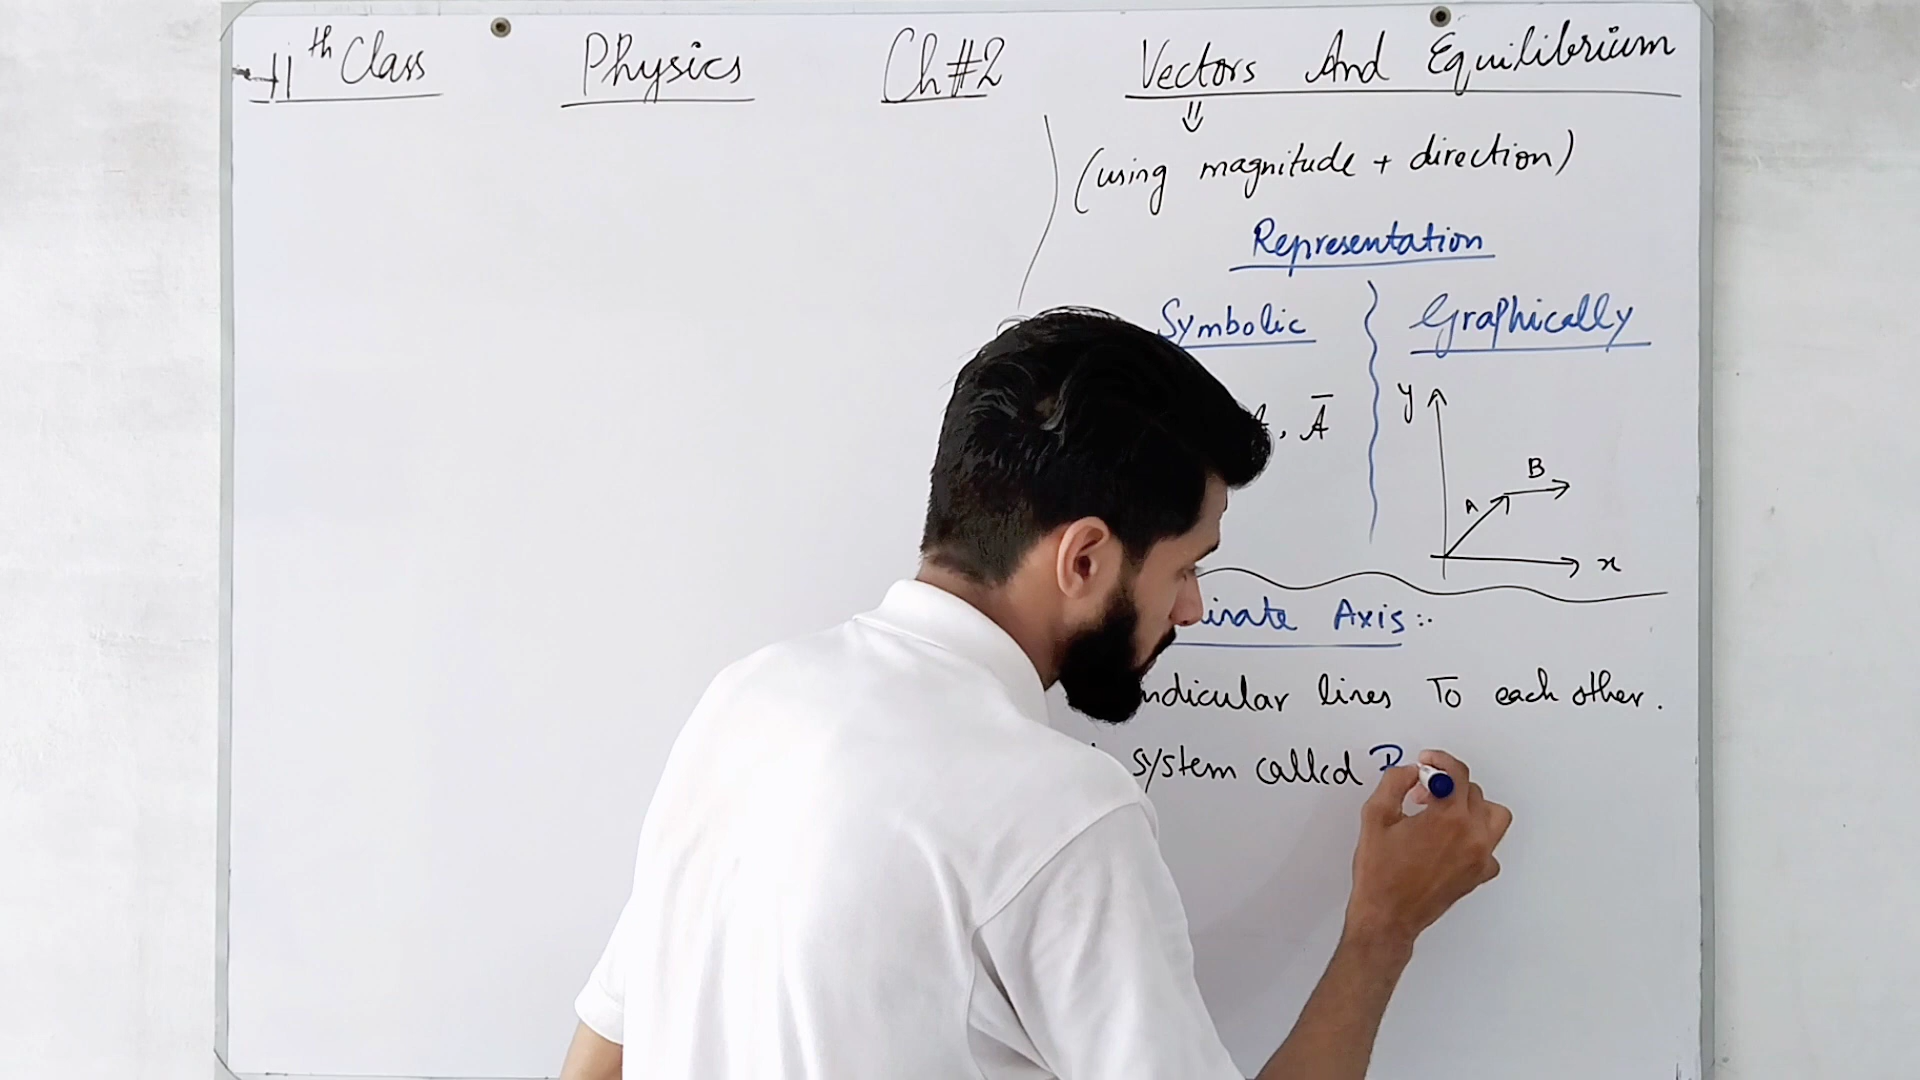 11th Class Physics Ch#2 Vectors And Equilibrium
(using magnitude + direction)
Representation
Symbolic Graphically
, Ā
y
B
A
x
Axis:-
lines To each other.
system called